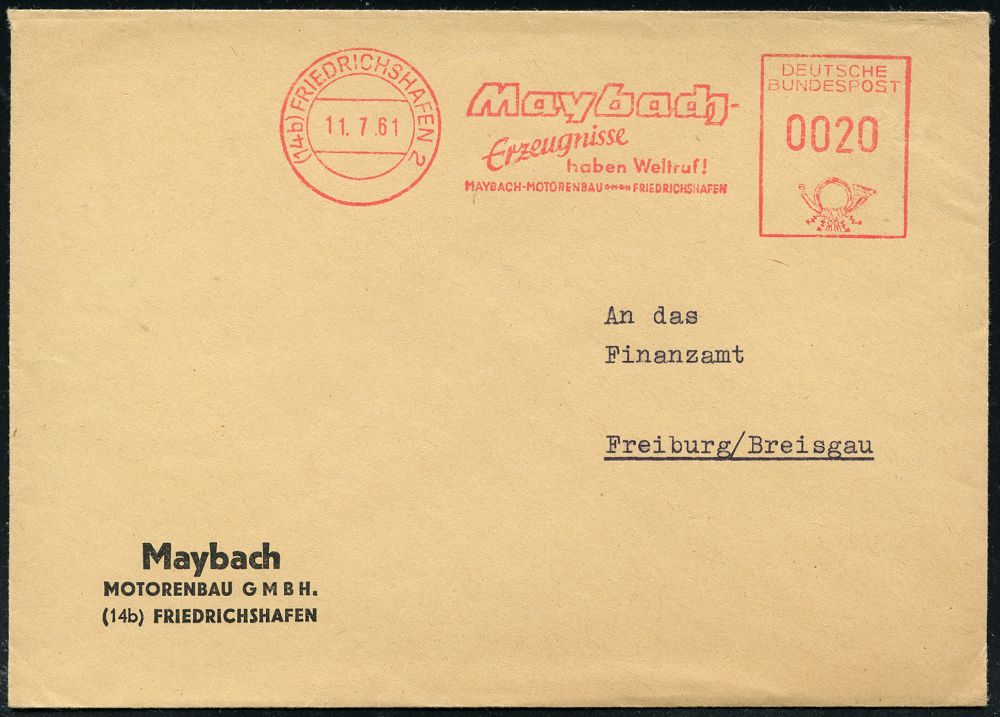 (14b) FRIEDRICHSHAFEN 2
11.7.61
Maybach-
Erzeugnisse
haben Weltruf!
MAYBACH-MOTORENBAU GMBH FRIEDRICHSHAFEN
DEUTSCHE
BUNDESPOST
0020
An das
Finanzamt
Freiburg/Breisgau
Maybach
MOTORENBAU GMBH.
(14b) FRIEDRICHSHAFEN